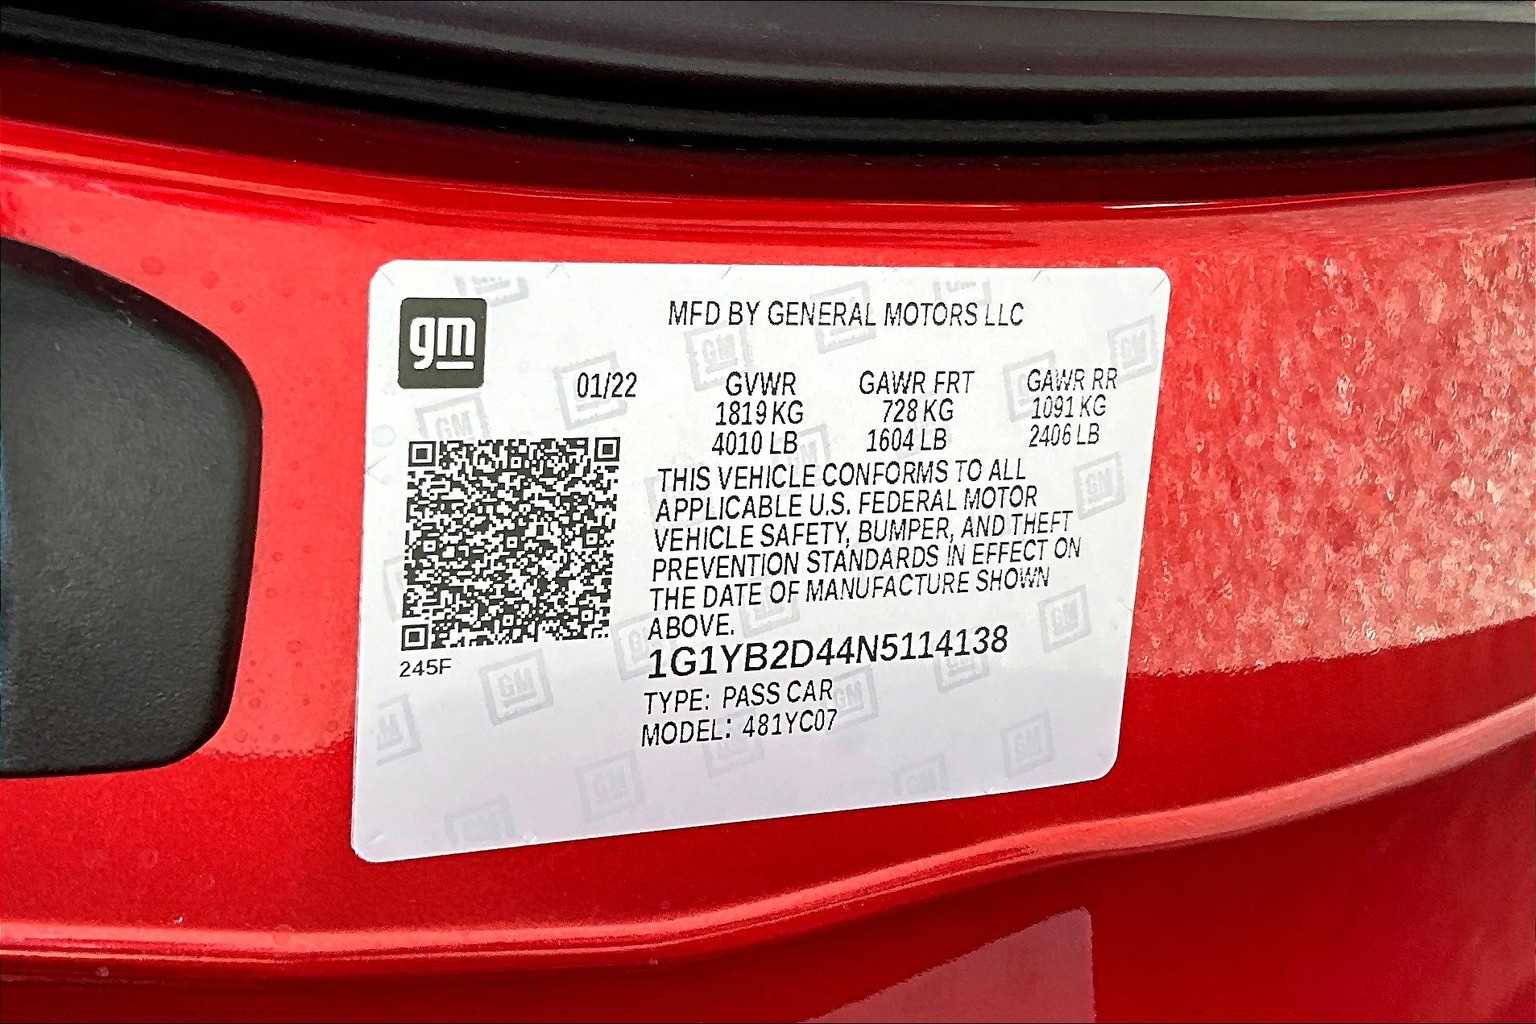 gm
MFD BY GENERAL MOTORS LLC
01/22 GVWR GAWR FRT GAWR RR
1819 KG 728 KG 1091 KG
4010 LB 1604 LB 2406 LB
THIS VEHICLE CONFORMS TO ALL
APPLICABLE U.S. FEDERAL MOTOR
VEHICLE SAFETY, BUMPER, AND THEFT
PREVENTION STANDARDS IN EFFECT ON
THE DATE OF MANUFACTURE SHOWN
ABOVE.
245F
1G1YB2D44N5114138
TYPE: PASS CAR
MODEL: 481YC07